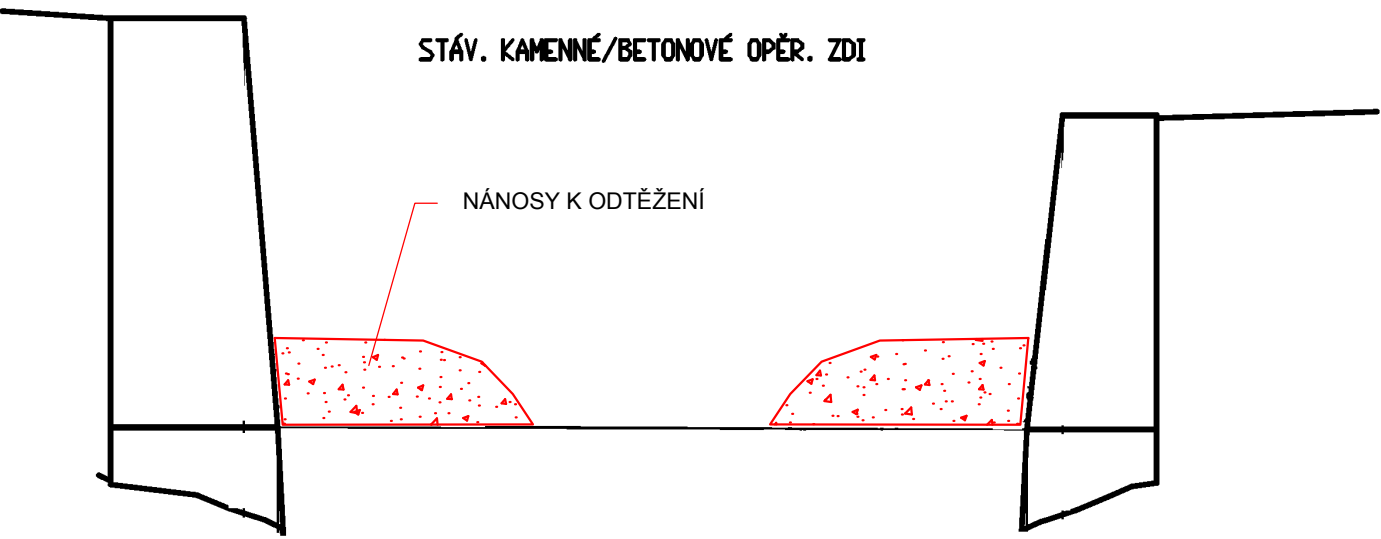 STÁV. KAMENNÉ/BETONOVÉ OPĚR. ZDI
NÁNOSY K ODTĚŽENÍ